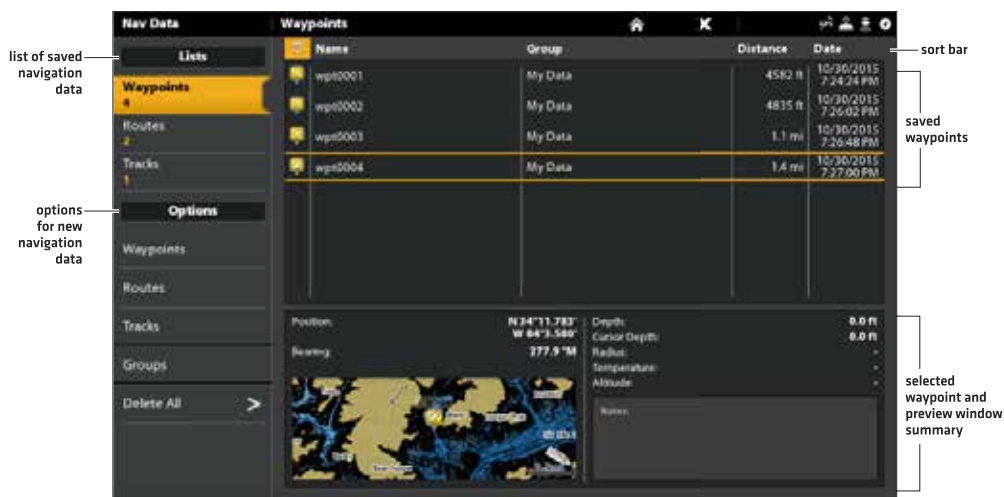 Nav Data
Waypoints
Lists
Waypoints
4
Routes
2
Tracks
1
Options
Waypoints
Routes
Tracks
Groups
Delete All >
Name Group Distance Date
wpt0001 My Data 4582 ft 10/30/2015 7:24:24 PM
wpt0002 My Data 4835 ft 10/30/2015 7:26:02 PM
wpt0003 My Data 1.1 mi 10/30/2015 7:26:48 PM
wpt0004 My Data 1.4 mi 10/30/2015 7:27:00 PM
Position: N 34°11.783'
W 84°3.580'
Bearing: 277.9 °M
Depth: 0.0 ft
Cursor Depth: 0.0 ft
Radius: -
Temperature: -
Altitude: -
Notes:
list of saved
navigation
data
options
for new
navigation
data
sort bar
saved
waypoints
selected
waypoint and
preview window
summary